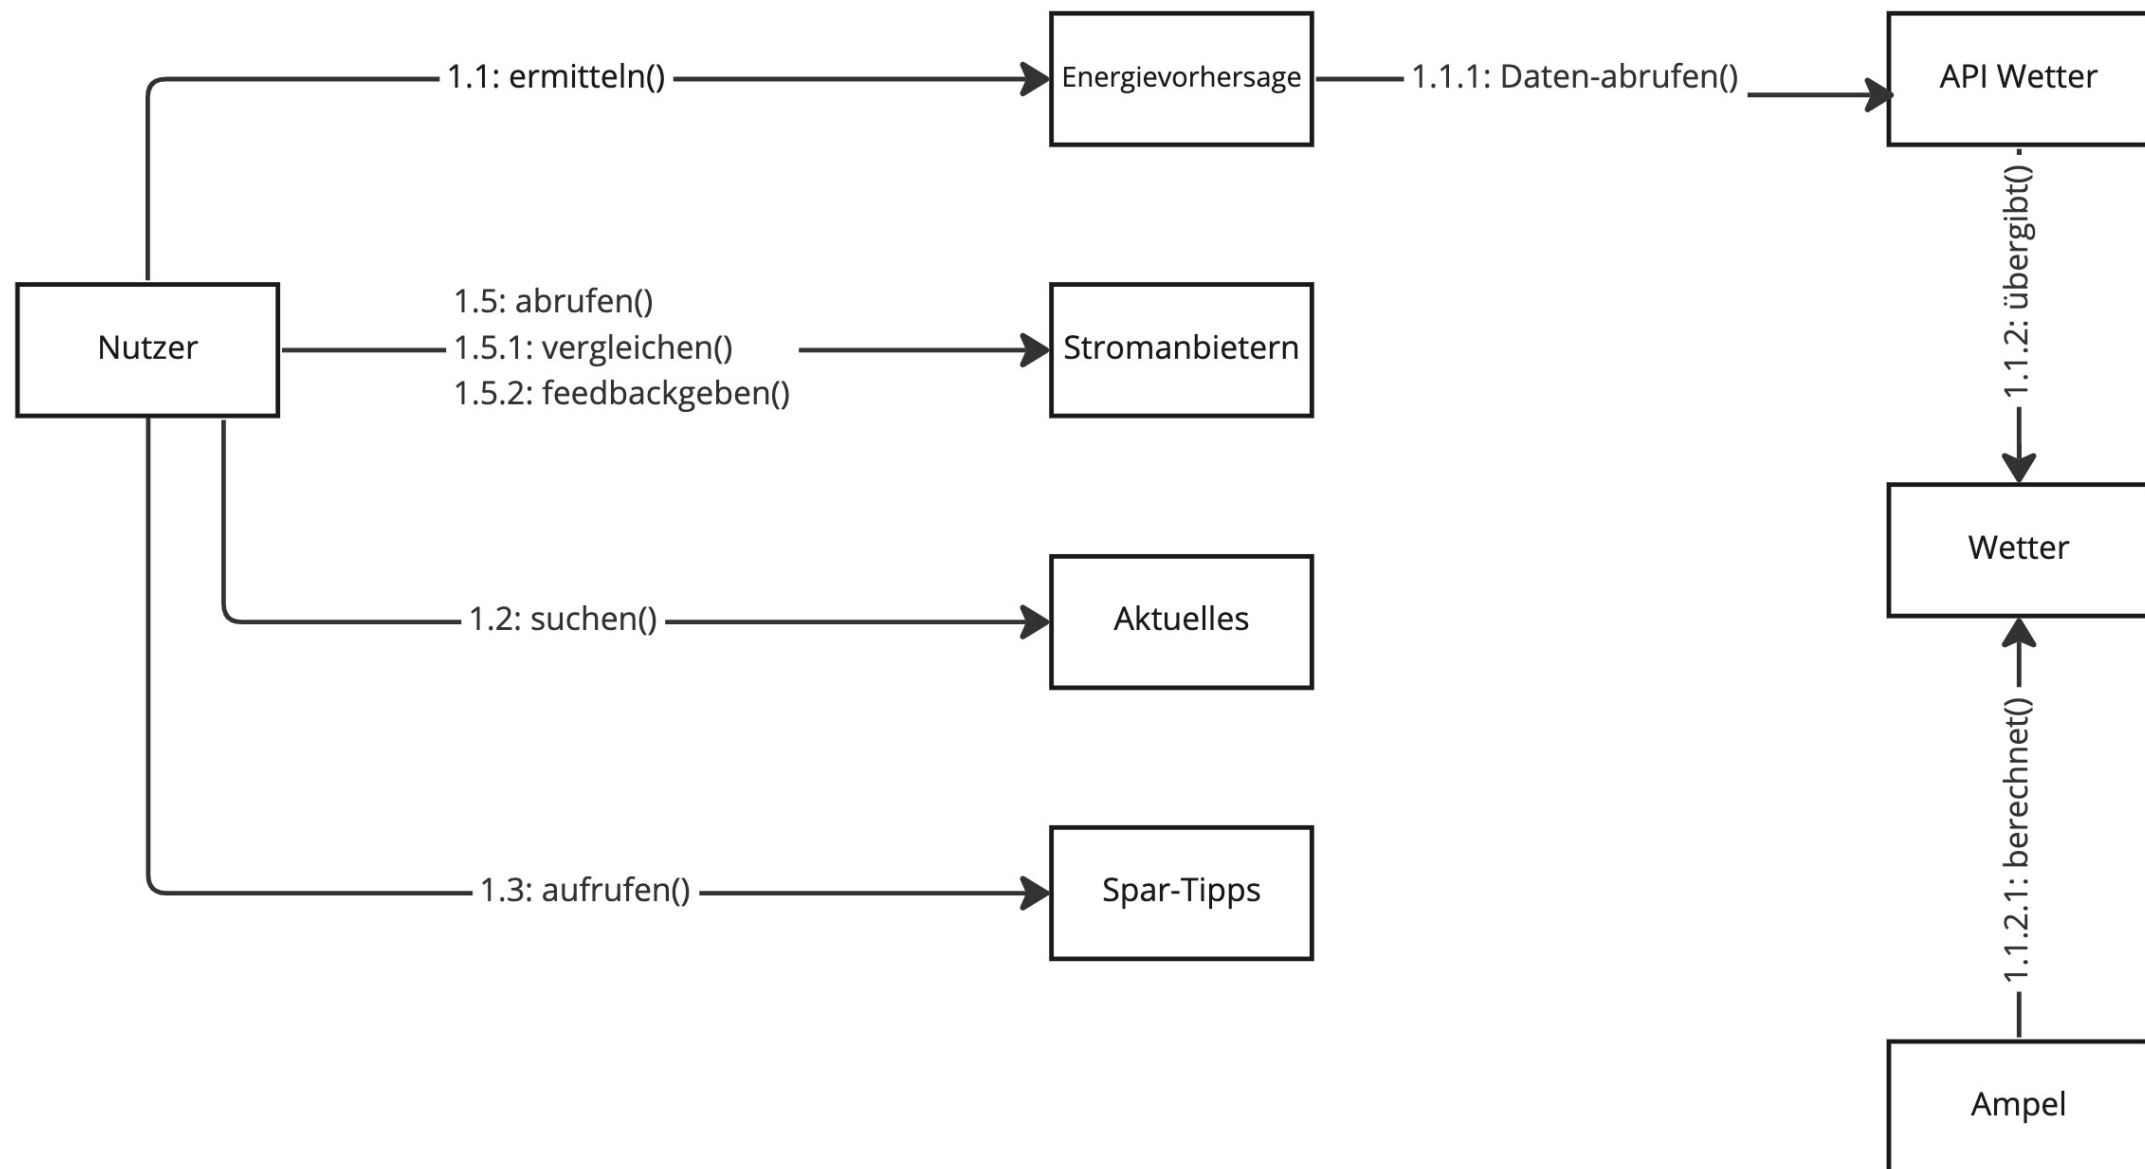 1.1: ermitteln()
Energievorhersage
1.1.1: Daten-abrufen()
API Wetter
1.1.2: übergibt()
Nutzer
1.5: abrufen()
1.5.1: vergleichen()
1.5.2: feedbackgeben()
Stromanbietern
Wetter
1.2: suchen()
Aktuelles
1.1.2.1: berechnet()
1.3: aufrufen()
Spar-Tipps
Ampel